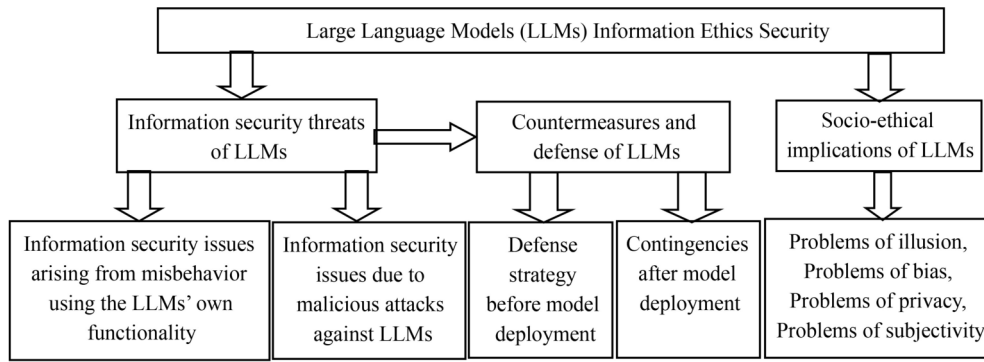 Large Language Models (LLMs) Information Ethics Security
Information security threats
of LLMs
Countermeasures and
defense of LLMs
Socio-ethical
implications of LLMs
Information security issues
arising from misbehavior
using the LLMs’ own
functionality
Information security
issues due to
malicious attacks
against LLMs
Defense
strategy
before model
deployment
Contingencies
after model
deployment
Problems of illusion,
Problems of bias,
Problems of privacy,
Problems of subjectivity